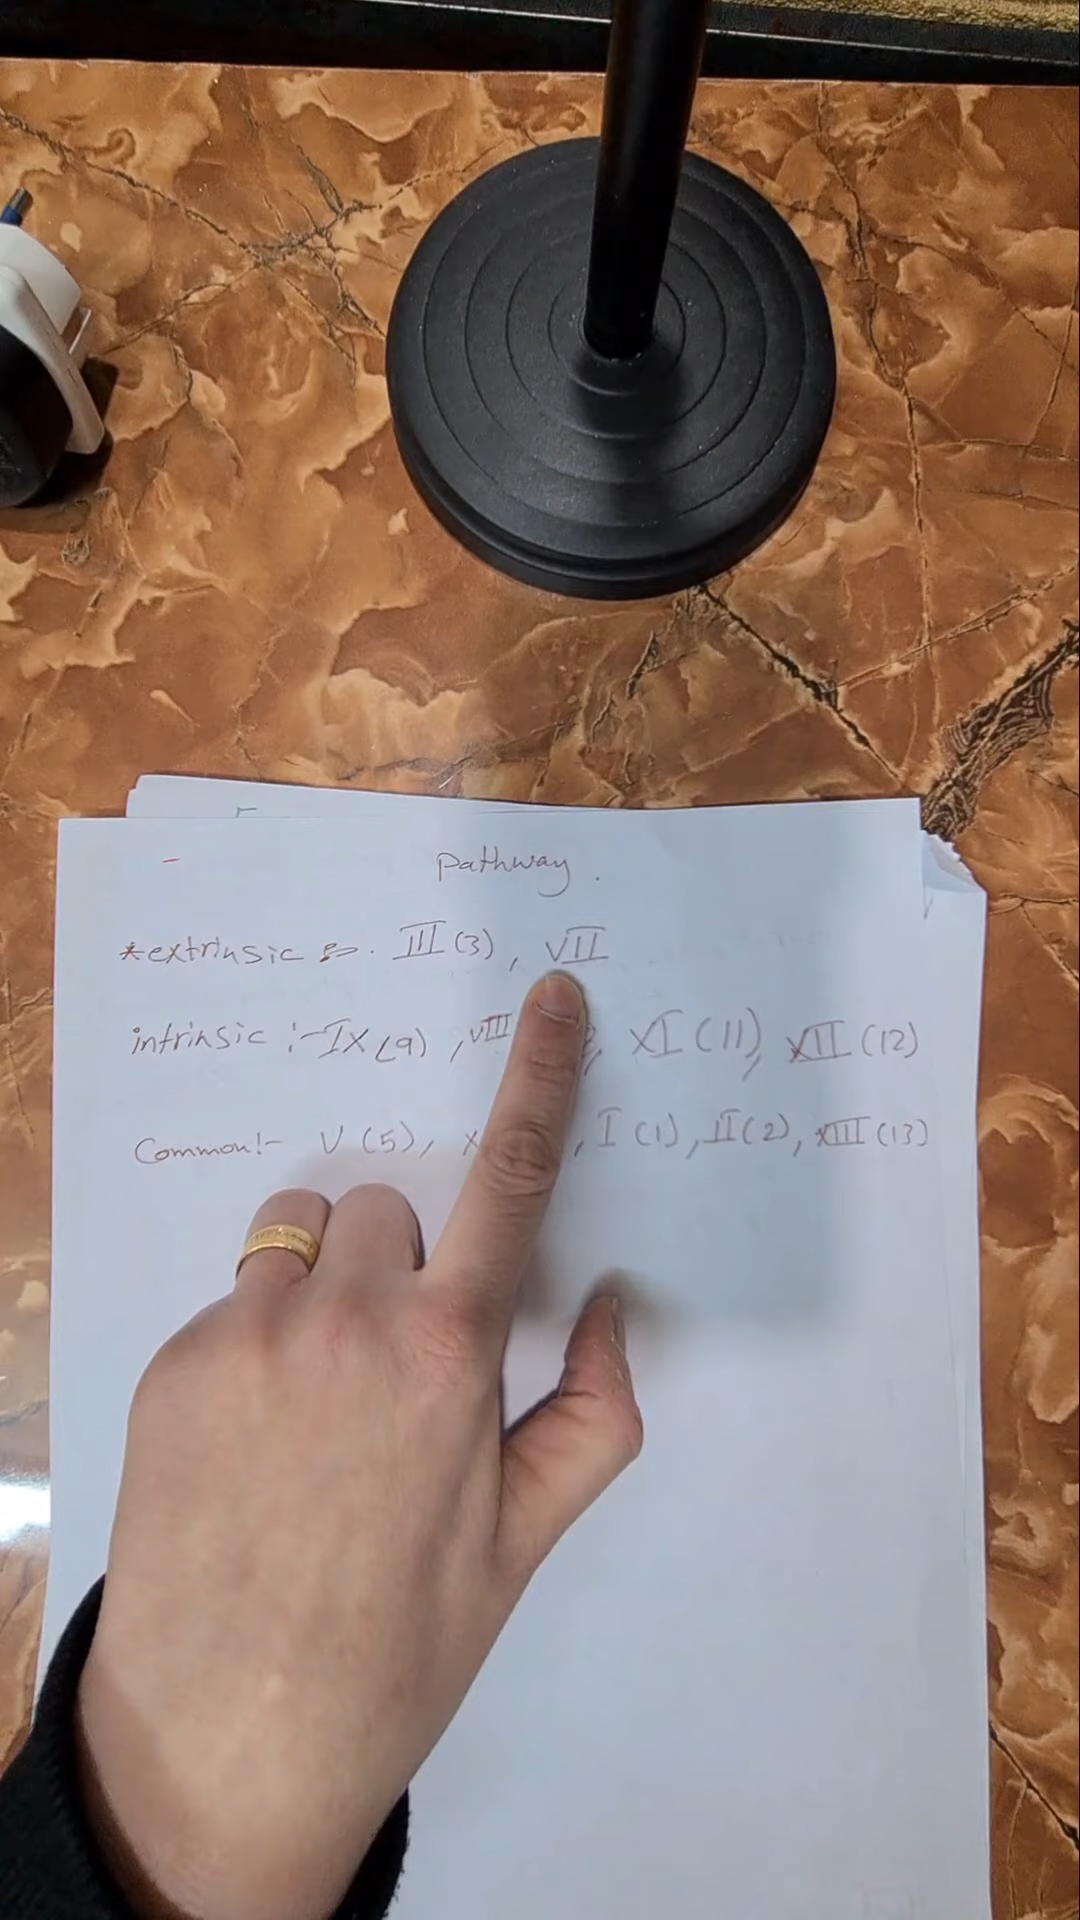 Pathway.
*extrinsic III (3), VII
intrinsic :- IX (9), VIII, XI (11), XII (12)
Common:- V (5), X, I (1), II (2), XIII (13)